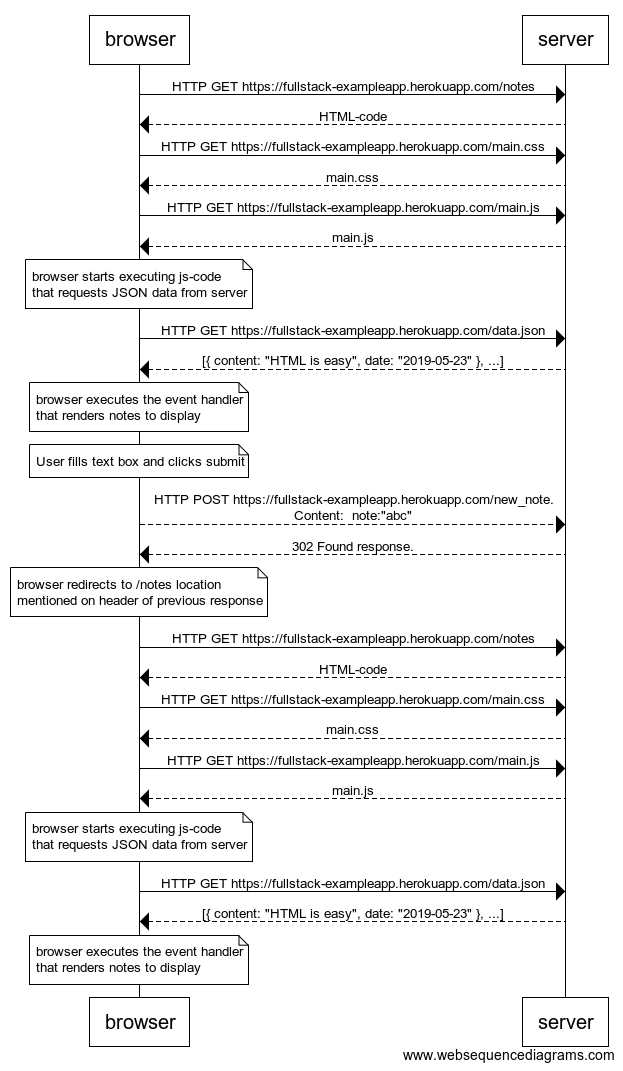 browser
server
HTTP GET https://fullstack-exampleapp.herokuapp.com/notes
HTML-code
HTTP GET https://fullstack-exampleapp.herokuapp.com/main.css
main.css
HTTP GET https://fullstack-exampleapp.herokuapp.com/main.js
main.js
browser starts executing js-code
that requests JSON data from server
HTTP GET https://fullstack-exampleapp.herokuapp.com/data.json
[{ content: "HTML is easy", date: "2019-05-23" }, ...]
browser executes the event handler
that renders notes to display
User fills text box and clicks submit
HTTP POST https://fullstack-exampleapp.herokuapp.com/new_note.
Content:  note:"abc"
302 Found response.
browser redirects to /notes location
mentioned on header of previous response
HTTP GET https://fullstack-exampleapp.herokuapp.com/notes
HTML-code
HTTP GET https://fullstack-exampleapp.herokuapp.com/main.css
main.css
HTTP GET https://fullstack-exampleapp.herokuapp.com/main.js
main.js
browser starts executing js-code
that requests JSON data from server
HTTP GET https://fullstack-exampleapp.herokuapp.com/data.json
[{ content: "HTML is easy", date: "2019-05-23" }, ...]
browser executes the event handler
that renders notes to display
browser
server
www.websequencediagrams.com